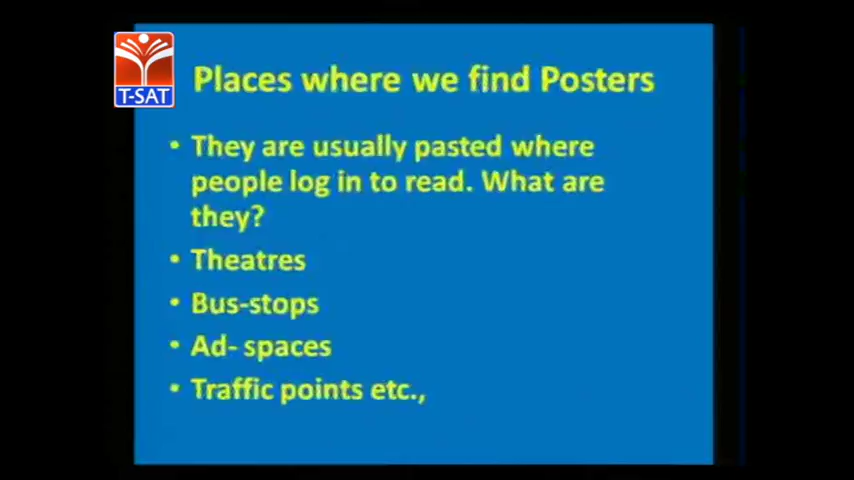 Places where we find Posters
T-SAT
• They are usually pasted where
people log in to read. What are
they?
• Theatres
• Bus-stops
• Ad- spaces
• Traffic points etc.,